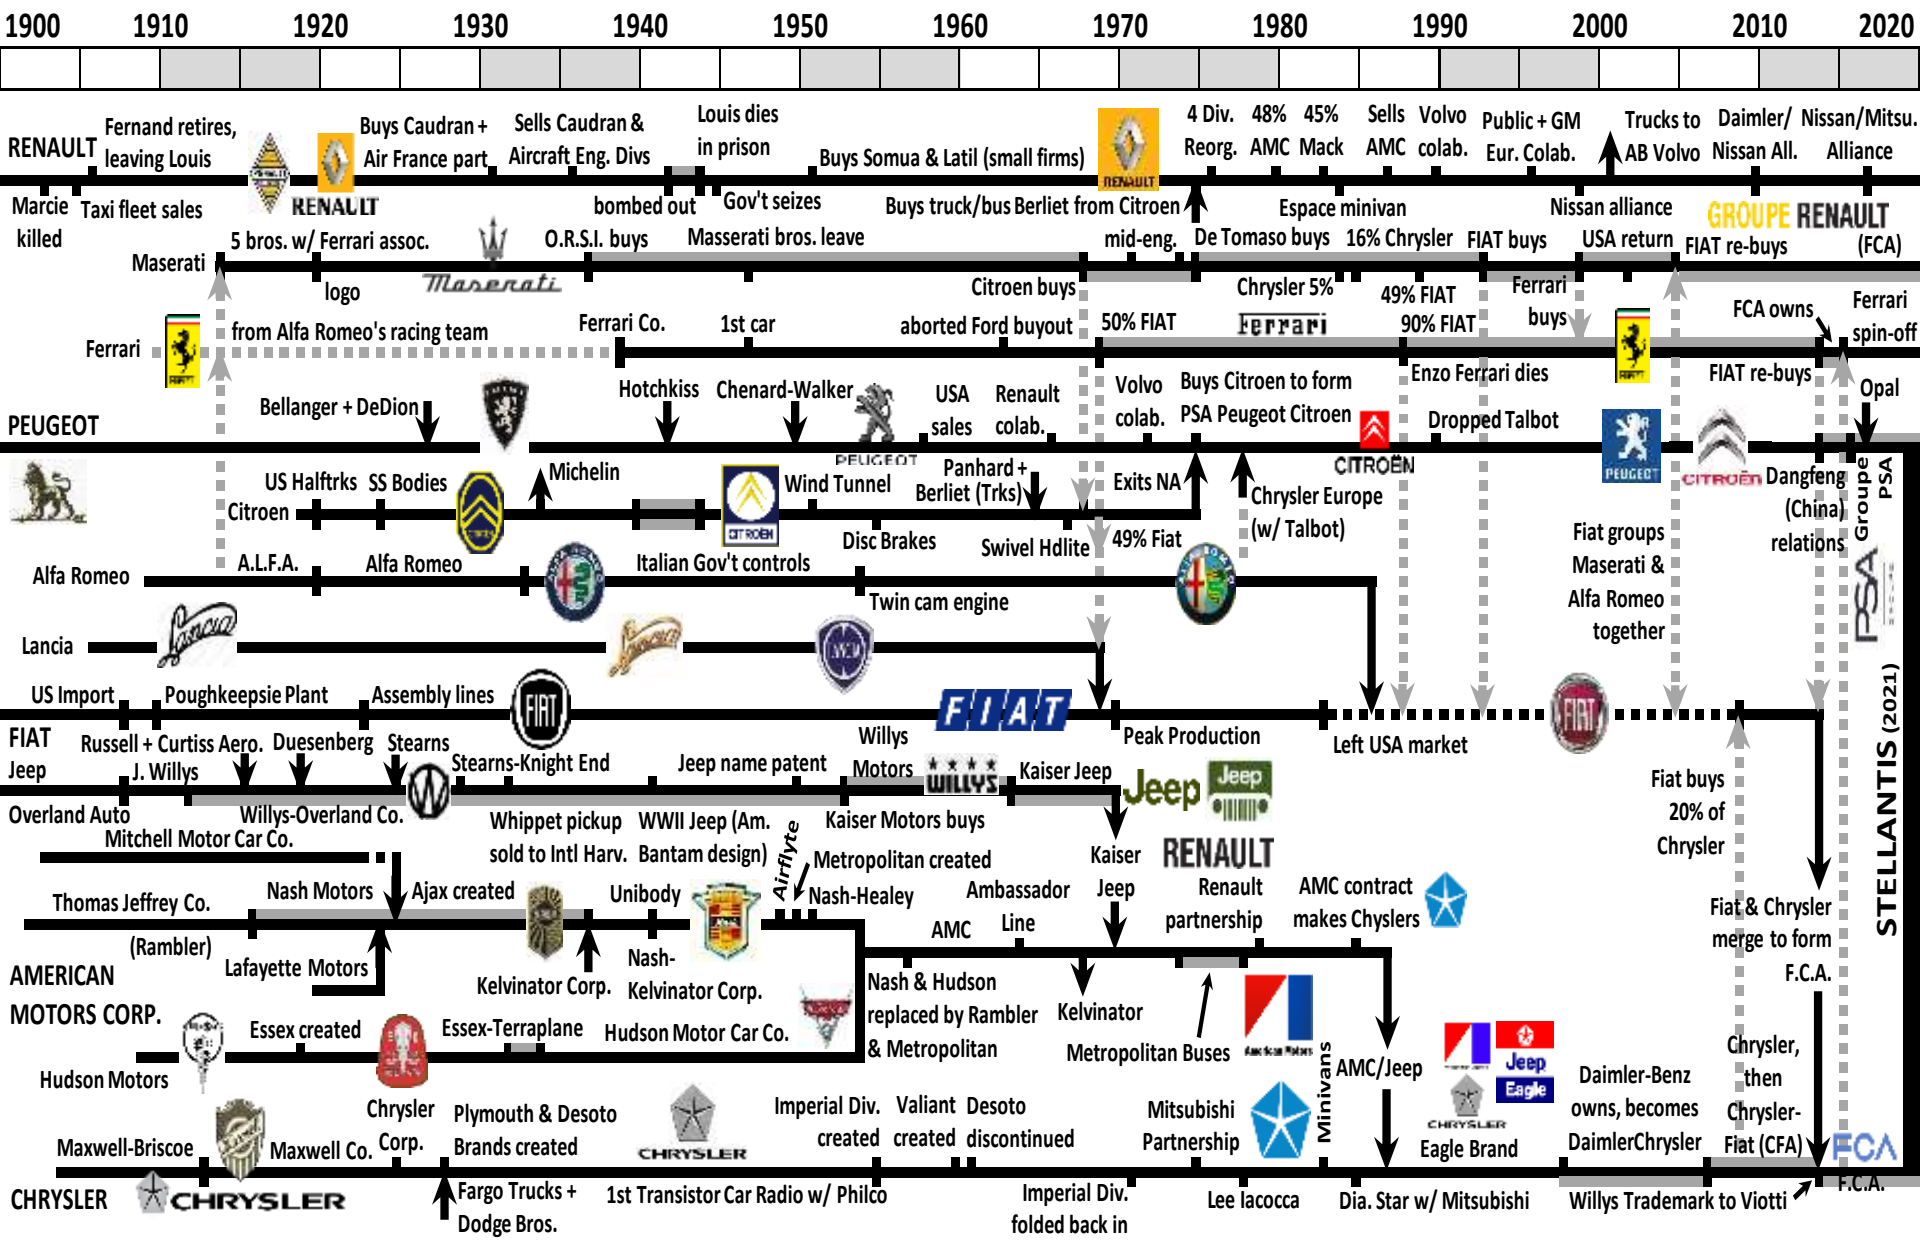 1900 1910 1920 1930 1940 1950 1960 1970 1980 1990 2000 2010 2020
RENAULT
Fernand retires,
leaving Louis
Buys Caudran +
Air France part
Sells Caudran &
Aircraft Eng. Divs
Louis dies
in prison
Buys Somua & Latil (small firms)
4 Div.
Reorg.
48%
AMC
45%
Mack
Sells
AMC
Volvo
colab.
Public + GM
Eur. Colab.
Trucks to
AB Volvo
Daimler/
Nissan All.
Nissan/Mitsu.
Alliance
RENAULT
RENAULT
Marcie
killed
Taxi fleet sales
bombed out
Gov't seizes
Buys truck/bus Berliet from Citroen
Espace minivan
Nissan alliance
GROUPE RENAULT
Maserati
5 bros. w/ Ferrari assoc.
Maserati
O.R.S.I. buys
Masserati bros. leave
mid-eng.
De Tomaso buys
16% Chrysler
FIAT buys
USA return
FIAT re-buys
(FCA)
logo
Citroen buys
Chrysler 5%
49% FIAT
Ferrari
buys
Ferrari
from Alfa Romeo's racing team
Ferrari Co.
1st car
aborted Ford buyout
50% FIAT
Ferrari
90% FIAT
FCA owns
Ferrari
spin-off
Enzo Ferrari dies
FIAT re-buys
PEUGEOT
Bellanger + DeDion
Hotchkiss
Chenard-Walker
PEUGEOT
USA
sales
Renault
colab.
Volvo
colab.
Buys Citroen to form
PSA Peugeot Citroen
CITROËN
Dropped Talbot
PEUGEOT
CITROËN
Opal
Dangfeng
(China)
relations
Groupe
PSA
PSA
Citroen
US Halftrks
SS Bodies
Michelin
CITROËN
Wind Tunnel
Panhard +
Berliet (Trks)
Exits NA
Chrysler Europe
(w/ Talbot)
Disc Brakes
Swivel Hdlite
49% Fiat
Fiat groups
Maserati &
Alfa Romeo
together
Alfa Romeo
A.L.F.A.
Alfa Romeo
Italian Gov't controls
Twin cam engine
Lancia
Lancia
Lancia
LANCIA
US Import
Poughkeepsie Plant
Assembly lines
FIAT
FIAT
Peak Production
Left USA market
FIAT
FIAT
Jeep
Russell + Curtiss Aero.
J. Willys
Duesenberg
Stearns
W
Stearns-Knight End
Jeep name patent
Willys
Motors
WILLYS
Kaiser Jeep
Jeep
Jeep
Overland Auto
Willys-Overland Co.
Whippet pickup
sold to Intl Harv.
WWII Jeep (Am.
Bantam design)
Kaiser Motors buys
Kaiser
Jeep
RENAULT
Fiat buys
20% of
Chrysler
STELLANTIS (2021)
Mitchell Motor Car Co.
Airflyte
Metropolitan created
Nash-Healey
Thomas Jeffrey Co.
(Rambler)
Nash Motors
Ajax created
Unibody
AMC
Ambassador
Line
Renault
partnership
AMC contract
makes Chyslers
Fiat & Chrysler
merge to form
F.C.A.
Lafayette Motors
Kelvinator Corp.
Nash-
Kelvinator Corp.
AMERICAN
MOTORS CORP.
Nash & Hudson
replaced by Rambler
& Metropolitan
Kelvinator
Metropolitan Buses
American Motors
Hudson Motors
Essex created
Essex-Terraplane
Hudson Motor Car Co.
Minivans
AMC/Jeep
Jeep
Eagle
CHRYSLER
Eagle Brand
Daimler-Benz
owns, becomes
DaimlerChrysler
Chrysler,
then
Chrysler-
Fiat (CFA)
FCA
F.C.A.
Maxwell-Briscoe
Maxwell Co.
Chrysler
Corp.
Plymouth & Desoto
Brands created
CHRYSLER
Imperial Div.
created
Valiant
created
Desoto
discontinued
Mitsubishi
Partnership
CHRYSLER
CHRYSLER
Fargo Trucks +
Dodge Bros.
1st Transistor Car Radio w/ Philco
Imperial Div.
folded back in
Lee Iacocca
Dia. Star w/ Mitsubishi
Willys Trademark to Viotti